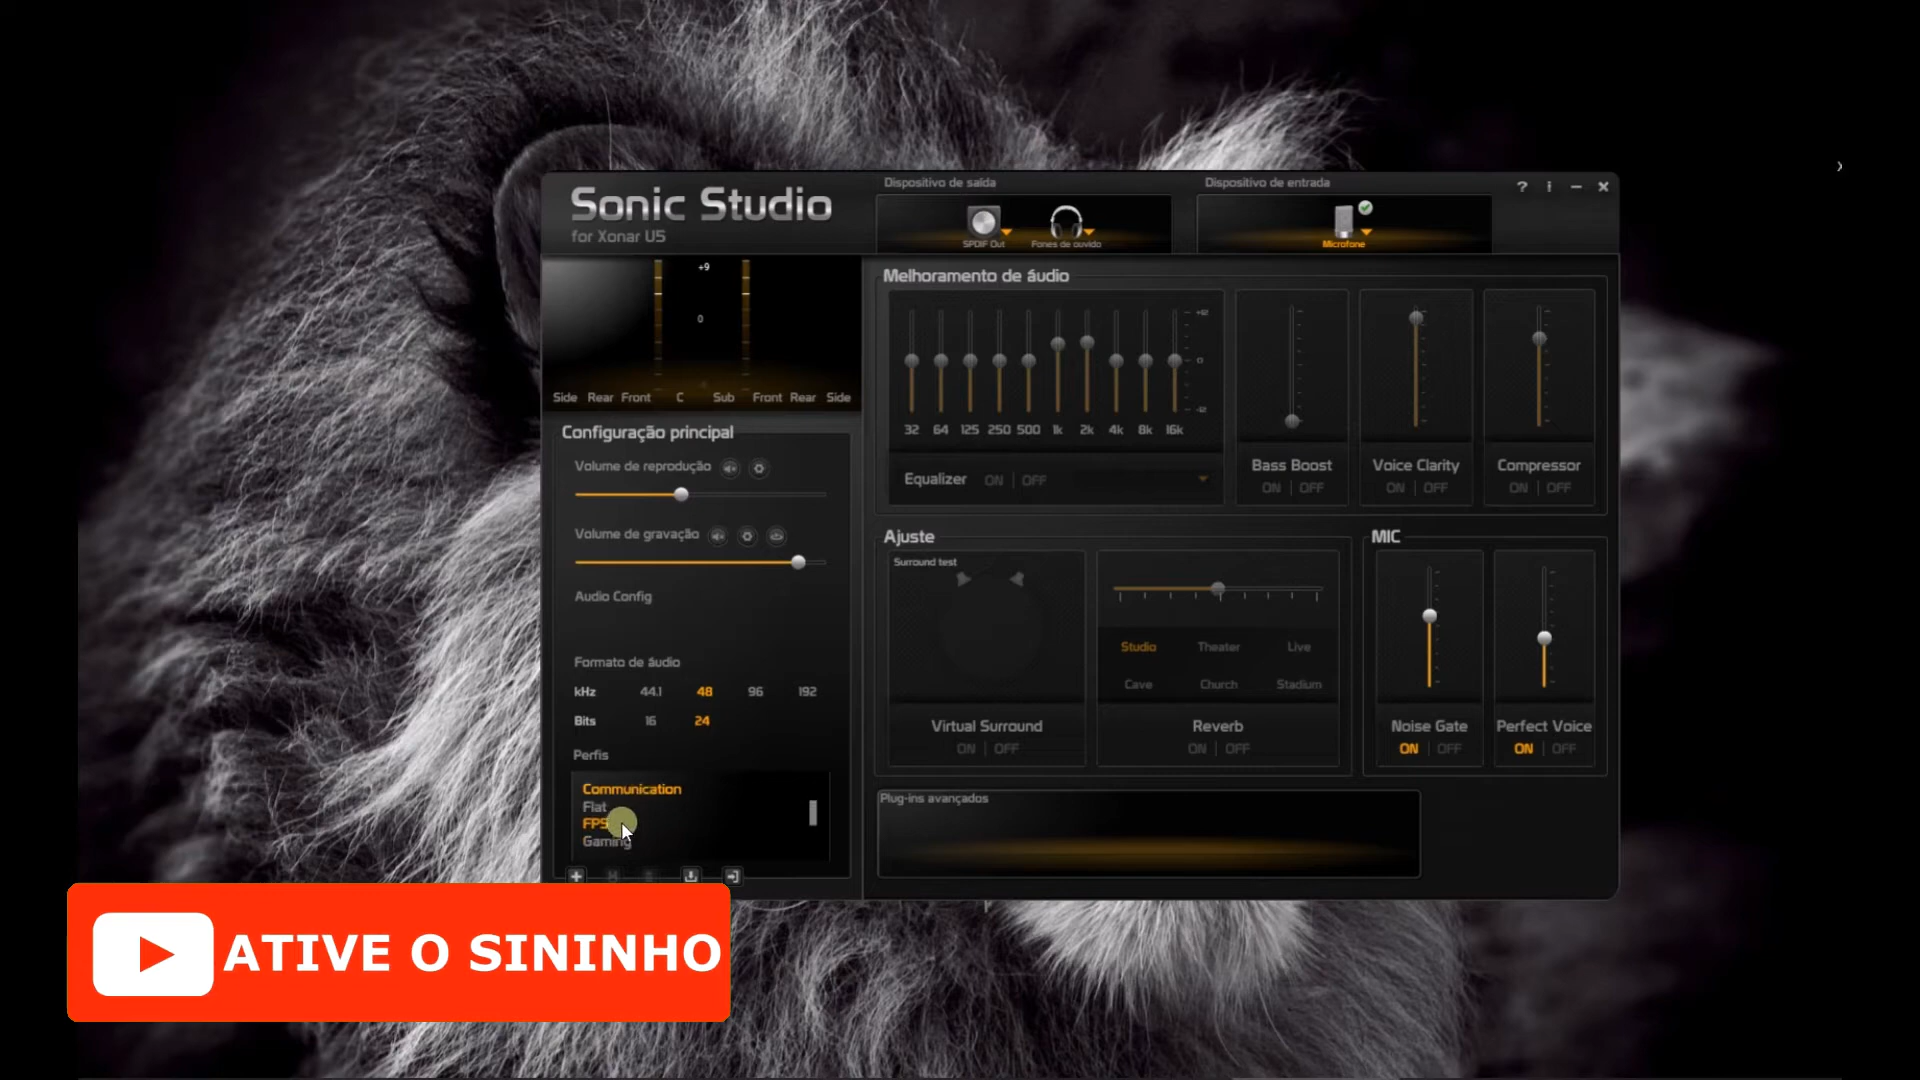 Sonic Studio
for Xonar U5
Dispositivo de saída
SPDIF Out
Fones de ouvido
Dispositivo de entrada
Microfone
?
+9
0
Side Rear Front C Sub Front Rear Side
Configuração principal
Volume de reprodução
Volume de gravação
Audio Config
Formato de áudio
kHz 44.1 48 96 192
Bits 16 24
Perfis
Communication
Flat
FPS
Gaming
Melhoramento de áudio
+12
0
-12
32 64 125 250 500 1k 2k 4k 8k 16k
Equalizer ON | OFF
Bass Boost
ON | OFF
Voice Clarity
ON | OFF
Compressor
ON | OFF
Ajuste
Surround test
Virtual Surround
ON | OFF
Studio Theater Live
Cave Church Stadium
Reverb
ON | OFF
MIC
Noise Gate
ON | OFF
Perfect Voice
ON | OFF
Plug-ins avançados
ATIVE O SININHO